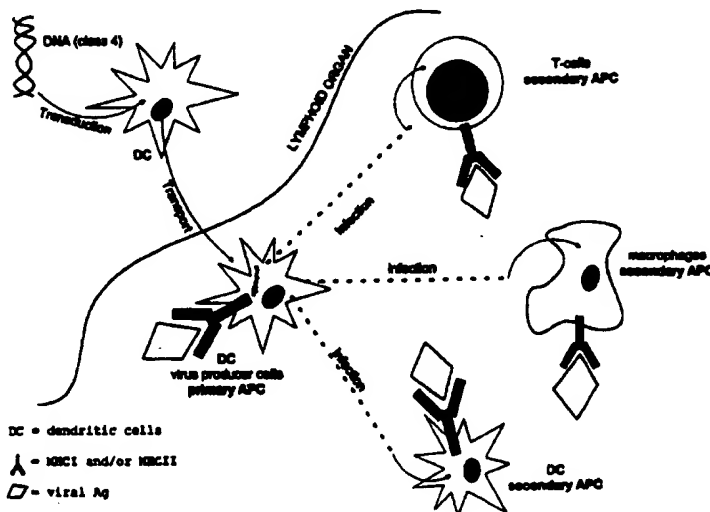 DNA (class 4)
Transduction
DC
Transport
LYMPHOID ORGAN
T-cells
secondary APC
Infection
Infection
macrophages
secondary APC
Infection
DC
virus producer cells
primary APC
DC
secondary APC
DC = dendritic cells
= MHCI and/or MHCII
= viral Ag